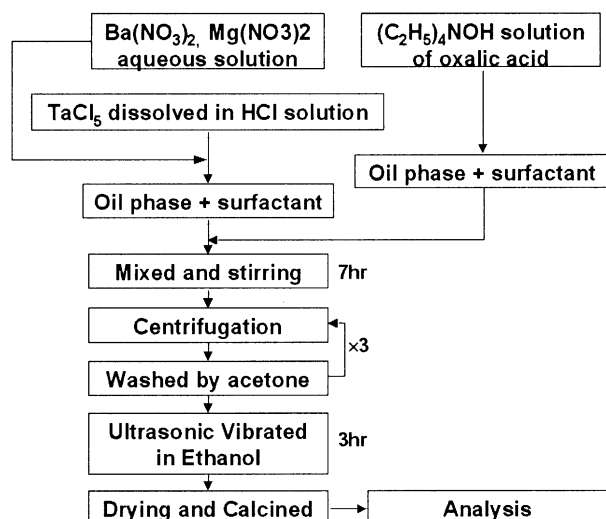 Ba(NO₃)₂, Mg(NO3)2
aqueous solution
(C₂H₅)₄NOH solution
of oxalic acid
TaCl₅ dissolved in HCl solution
Oil phase + surfactant
Oil phase + surfactant
Mixed and stirring
7hr
Centrifugation
×3
Washed by acetone
Ultrasonic Vibrated
in Ethanol
3hr
Drying and Calcined
Analysis